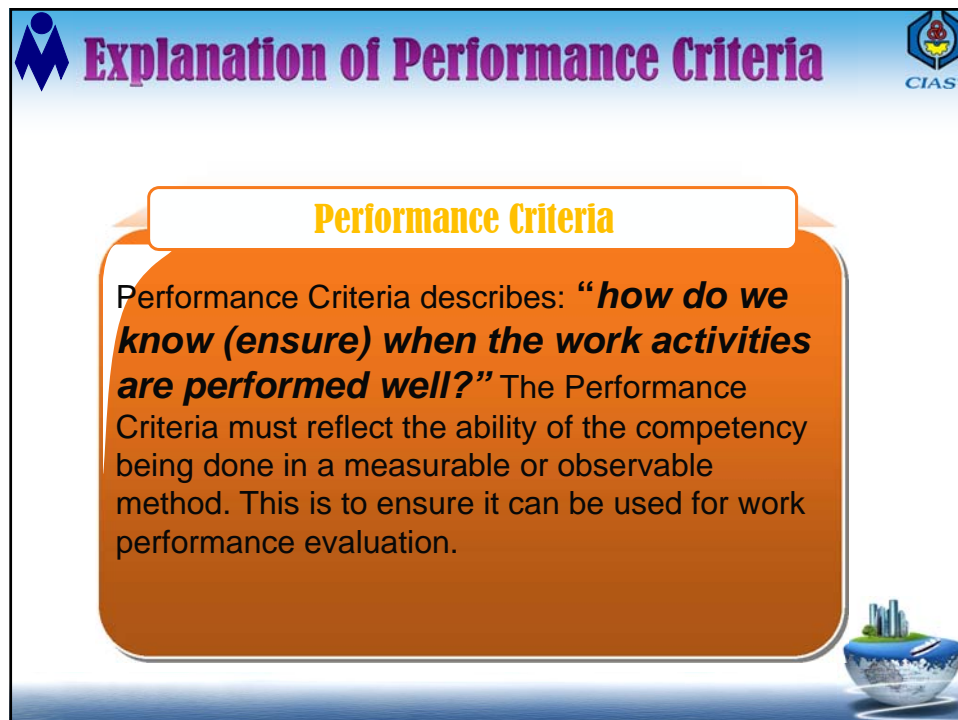 Explanation of Performance Criteria
CIAS
Performance Criteria
Performance Criteria describes: “how do we
know (ensure) when the work activities
are performed well?” The Performance
Criteria must reflect the ability of the competency
being done in a measurable or observable
method. This is to ensure it can be used for work
performance evaluation.